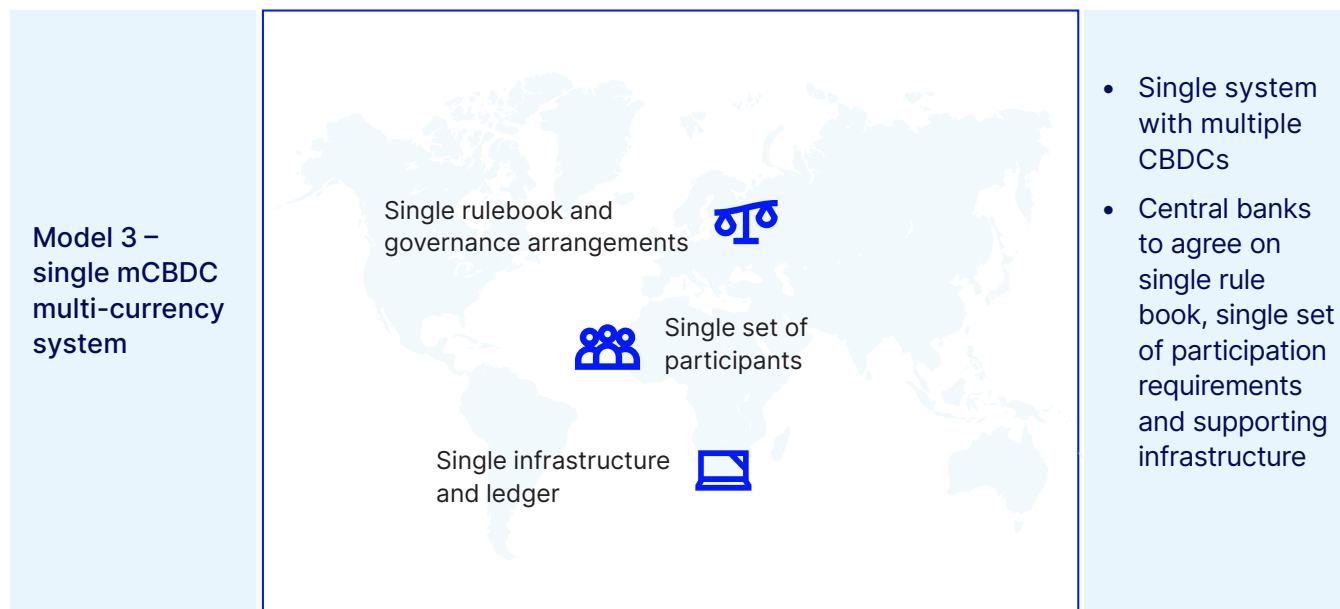 Model 3 –
single mCBDC
multi-currency
system
Single rulebook and
governance arrangements
Single set of
participants
Single infrastructure
and ledger
• Single system
with multiple
CBDCs
• Central banks
to agree on
single rule
book, single set
of participation
requirements
and supporting
infrastructure